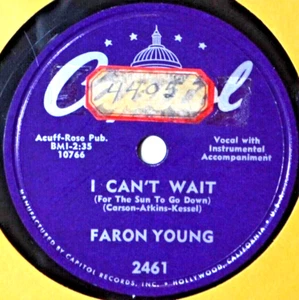 Capitol
44057
Acuff-Rose Pub.
BMI-2:35
10766
Vocal with
Instrumental
Accompaniment
I CAN'T WAIT
(For The Sun To Go Down)
(Carson-Atkins-Kessel)
FARON YOUNG
2461
MANUFACTURED BY CAPITOL RECORDS, INC. • HOLLYWOOD, CALIFORNIA • U.S.